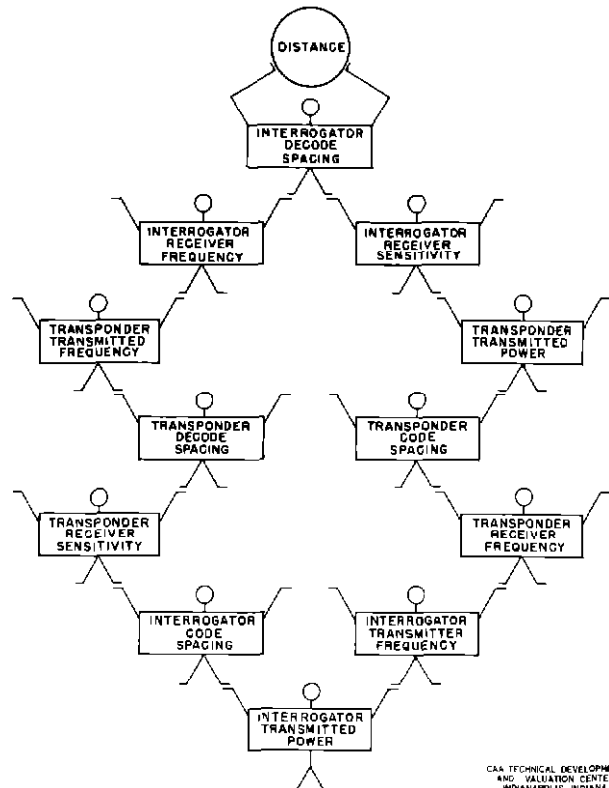 DISTANCE
INTERROGATOR
DECODE
SPACING
INTERROGATOR
RECEIVER
FREQUENCY
INTERROGATOR
RECEIVER
SENSITIVITY
TRANSPONDER
TRANSMITTED
FREQUENCY
TRANSPONDER
TRANSMITTED
POWER
TRANSPONDER
DECODE
SPACING
TRANSPONDER
CODE
SPACING
TRANSPONDER
RECEIVER
SENSITIVITY
TRANSPONDER
RECEIVER
FREQUENCY
INTERROGATOR
CODE
SPACING
INTERROGATOR
TRANSMITTER
FREQUENCY
INTERROGATOR
TRANSMITTED
POWER
CAA TECHNICAL DEVELOPME
AND VALUATION CENTE
INDIANAPOLIS, INDIANA